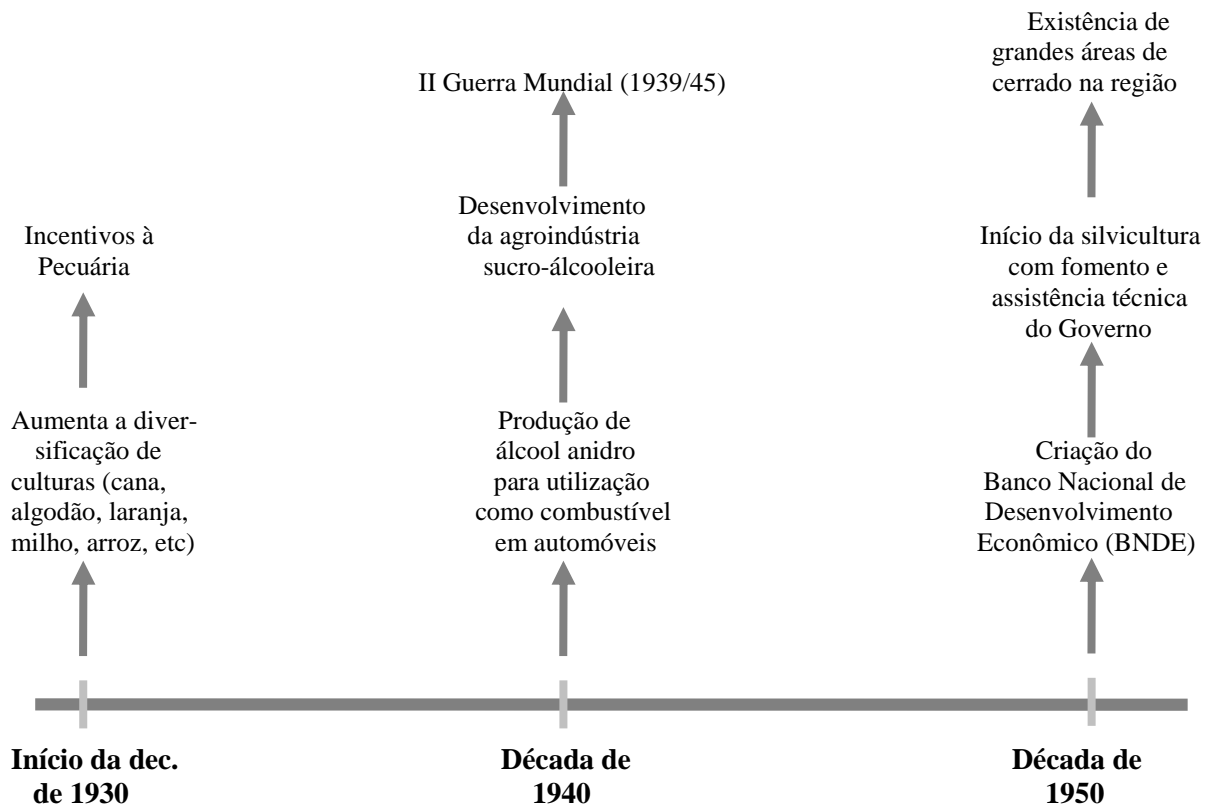 Incentivos à
Pecuária
Aumenta a diver-
sificação de
culturas (cana,
algodão, laranja,
milho, arroz, etc)
Início da dec.
de 1930
II Guerra Mundial (1939/45)
Desenvolvimento
da agroindústria
sucro-álcooleira
Produção de
álcool anidro
para utilização
como combustível
em automóveis
Década de
1940
Existência de
grandes áreas de
cerrado na região
Início da silvicultura
com fomento e
assistência técnica
do Governo
Criação do
Banco Nacional de
Desenvolvimento
Econômico (BNDE)
Década de
1950